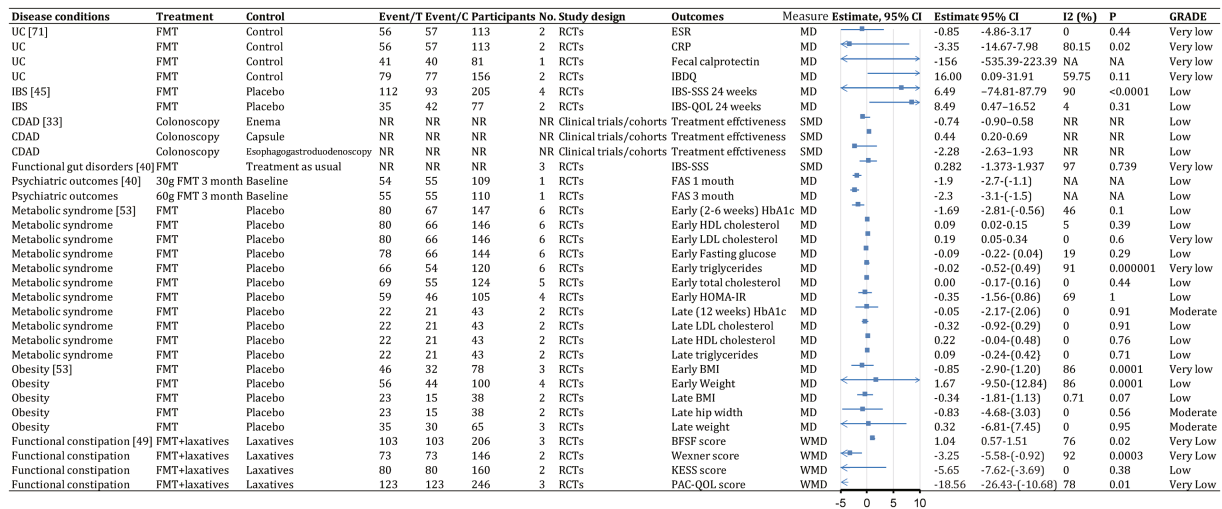 Disease conditions Treatment Control Event/T Event/C Participants No. Study design Outcomes Measure Estimate, 95% CI Estimate 95% CI I2 (%) P GRADE
UC [71] FMT Control 56 57 113 2 RCTs ESR MD -0.85 -4.86-3.17 0 0.44 Very low
UC FMT Control 56 57 113 2 RCTs CRP MD -3.35 -14.67-7.98 80.15 0.02 Very low
UC FMT Control 41 40 81 1 RCTs Fecal calprotectin MD -156 -535.39-223.39 NA NA Very low
UC FMT Control 79 77 156 2 RCTs IBDQ MD 16.00 0.09-31.91 59.75 0.11 Very low
IBS [45] FMT Placebo 112 93 205 4 RCTs IBS-SSS 24 weeks MD 6.49 −74.81-87.79 90 <0.0001 Low
IBS FMT Placebo 35 42 77 2 RCTs IBS-QOL 24 weeks MD 8.49 0.47–16.52 4 0.31 Low
CDAD [33] Colonoscopy Enema NR NR NR NR Clinical trials/cohorts Treatment effctiveness SMD -0.74 -0.90–0.58 NR NR Low
CDAD Colonoscopy Capsule NR NR NR NR Clinical trials/cohorts Treatment effctiveness SMD 0.44 0.20-0.69 NR NR Low
CDAD Colonoscopy Esophagogastroduodenoscopy NR NR NR NR Clinical trials/cohorts Treatment effctiveness SMD -2.28 -2.63–1.93 NR NR Low
Functional gut disorders [40] FMT Treatment as usual NR NR NR 3 RCTs IBS-SSS SMD 0.282 -1.373-1.937 97 0.739 Very low
Psychiatric outcomes [40] 30g FMT 3 month Baseline 54 55 109 1 RCTs FAS 1 mouth MD -1.9 -2.7-(-1.1) NA NA Low
Psychiatric outcomes 60g FMT 3 month Baseline 55 55 110 1 RCTs FAS 3 mouth MD -2.3 -3.1-(-1.5) NA NA Low
Metabolic syndrome [53] FMT Placebo 80 67 147 6 RCTs Early (2-6 weeks) HbA1c MD -1.69 -2.81-(-0.56) 46 0.1 Low
Metabolic syndrome FMT Placebo 80 66 146 6 RCTs Early HDL cholesterol MD 0.09 0.02-0.15 5 0.39 Low
Metabolic syndrome FMT Placebo 80 66 146 6 RCTs Early LDL cholesterol MD 0.19 0.05-0.34 0 0.6 Very low
Metabolic syndrome FMT Placebo 78 66 144 6 RCTs Early Fasting glucose MD -0.09 -0.22- (0.04) 19 0.29 Low
Metabolic syndrome FMT Placebo 66 54 120 6 RCTs Early triglycerides MD -0.02 -0.52-(0.49) 91 0.000001 Very low
Metabolic syndrome FMT Placebo 69 55 124 5 RCTs Early total cholesterol MD 0.00 -0.17-(0.16) 0 0.44 Low
Metabolic syndrome FMT Placebo 59 46 105 4 RCTs Early HOMA-IR MD -0.35 -1.56-(0.86) 69 1 Low
Metabolic syndrome FMT Placebo 22 21 43 2 RCTs Late (12 weeks) HbA1c MD -0.05 -2.17-(2.06) 0 0.91 Moderate
Metabolic syndrome FMT Placebo 22 21 43 2 RCTs Late LDL cholesterol MD -0.32 -0.92-(0.29) 0 0.91 Low
Metabolic syndrome FMT Placebo 22 21 43 2 RCTs Late HDL cholesterol MD 0.22 -0.04-(0.48) 0 0.76 Low
Metabolic syndrome FMT Placebo 22 21 43 2 RCTs Late triglycerides MD 0.09 -0.24-(0.42) 0 0.71 Low
Obesity [53] FMT Placebo 46 32 78 3 RCTs Early BMI MD -0.85 -2.90-(1.20) 86 0.0001 Very low
Obesity FMT Placebo 56 44 100 4 RCTs Early Weight MD 1.67 -9.50-(12.84) 86 0.0001 Low
Obesity FMT Placebo 23 15 38 2 RCTs Late BMI MD -0.34 -1.81-(1.13) 0.71 0.07 Low
Obesity FMT Placebo 23 15 38 2 RCTs Late hip width MD -0.83 -4.68-(3.03) 0 0.56 Moderate
Obesity FMT Placebo 35 30 65 3 RCTs Late weight MD 0.32 -6.81-(7.45) 0 0.95 Moderate
Functional constipation [49] FMT+laxatives Laxatives 103 103 206 3 RCTs BFSF score WMD 1.04 0.57-1.51 76 0.02 Very Low
Functional constipation FMT+laxatives Laxatives 73 73 146 2 RCTs Wexner score WMD -3.25 -5.58-(-0.92) 92 0.0003 Very Low
Functional constipation FMT+laxatives Laxatives 80 80 160 2 RCTs KESS score WMD -5.65 -7.62-(-3.69) 0 0.38 Low
Functional constipation FMT+laxatives Laxatives 123 123 246 3 RCTs PAC-QOL score WMD -18.56 -26.43-(-10.68) 78 0.01 Very Low
-5 0 5 10